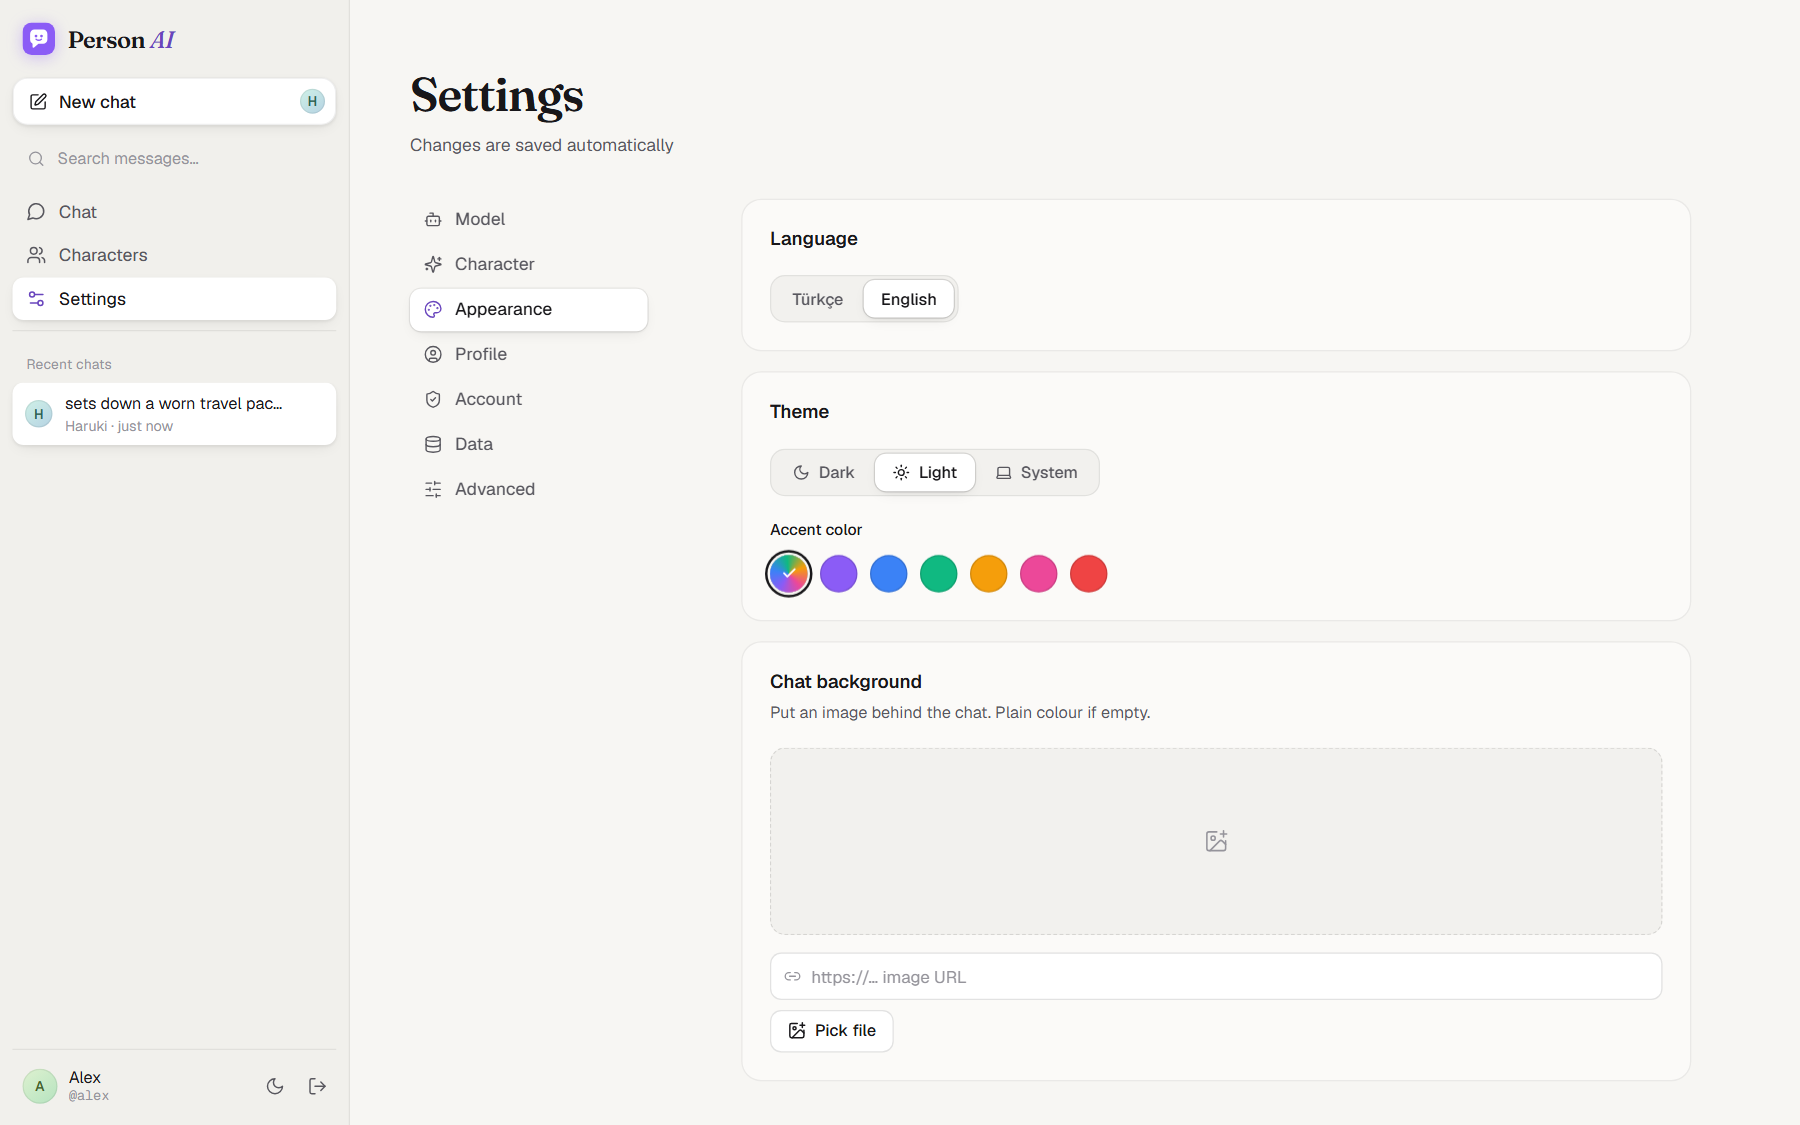 Person AI
New chat
H
Search messages...
Chat
Characters
Settings
Recent chats
H
sets down a worn travel pac...
Haruki · just now
A
Alex
@alex
Settings
Changes are saved automatically
Model
Character
Appearance
Profile
Account
Data
Advanced
Language
Türkçe
English
Theme
Dark
Light
System
Accent color
Chat background
Put an image behind the chat. Plain colour if empty.
https://... image URL
Pick file